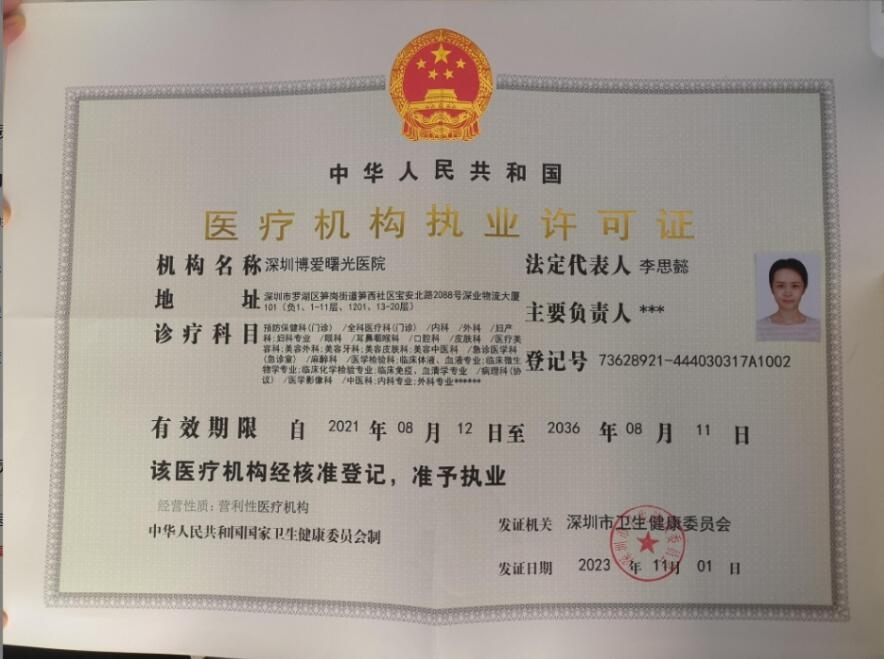 中华人民共和国
医疗机构执业许可证
机构名称 深圳博爱曙光医院
法定代表人 李思懿
地 址 深圳市罗湖区笋岗街道笋西社区宝安北路2088号深业物流大厦
101（负1、1-11层、1201、13-20层）
主要负责人 ***
诊疗科目 预防保健科(门诊) /全科医疗科(门诊) /内科 /外科 /妇产
科;妇科专业 /眼科 /耳鼻咽喉科 /口腔科 /皮肤科 /医疗美
容科;美容外科;美容牙科;美容皮肤科;美容中医科 /急诊医学科
(急诊室) /麻醉科 /医学检验科;临床体液、血液专业;临床微生
物学专业;临床化学检验专业;临床免疫、血清学专业 /病理科(协
议) /医学影像科 /中医科;内科专业;外科专业******
登记号 73628921-444030317A1002
有效期限 自 2021 年 08 月 12 日至 2036 年 08 月 11 日
该医疗机构经核准登记，准予执业
经营性质：营利性医疗机构
中华人民共和国国家卫生健康委员会制
发证机关 深圳市卫生健康委员会
发证日期 2023 年 11 月 01 日